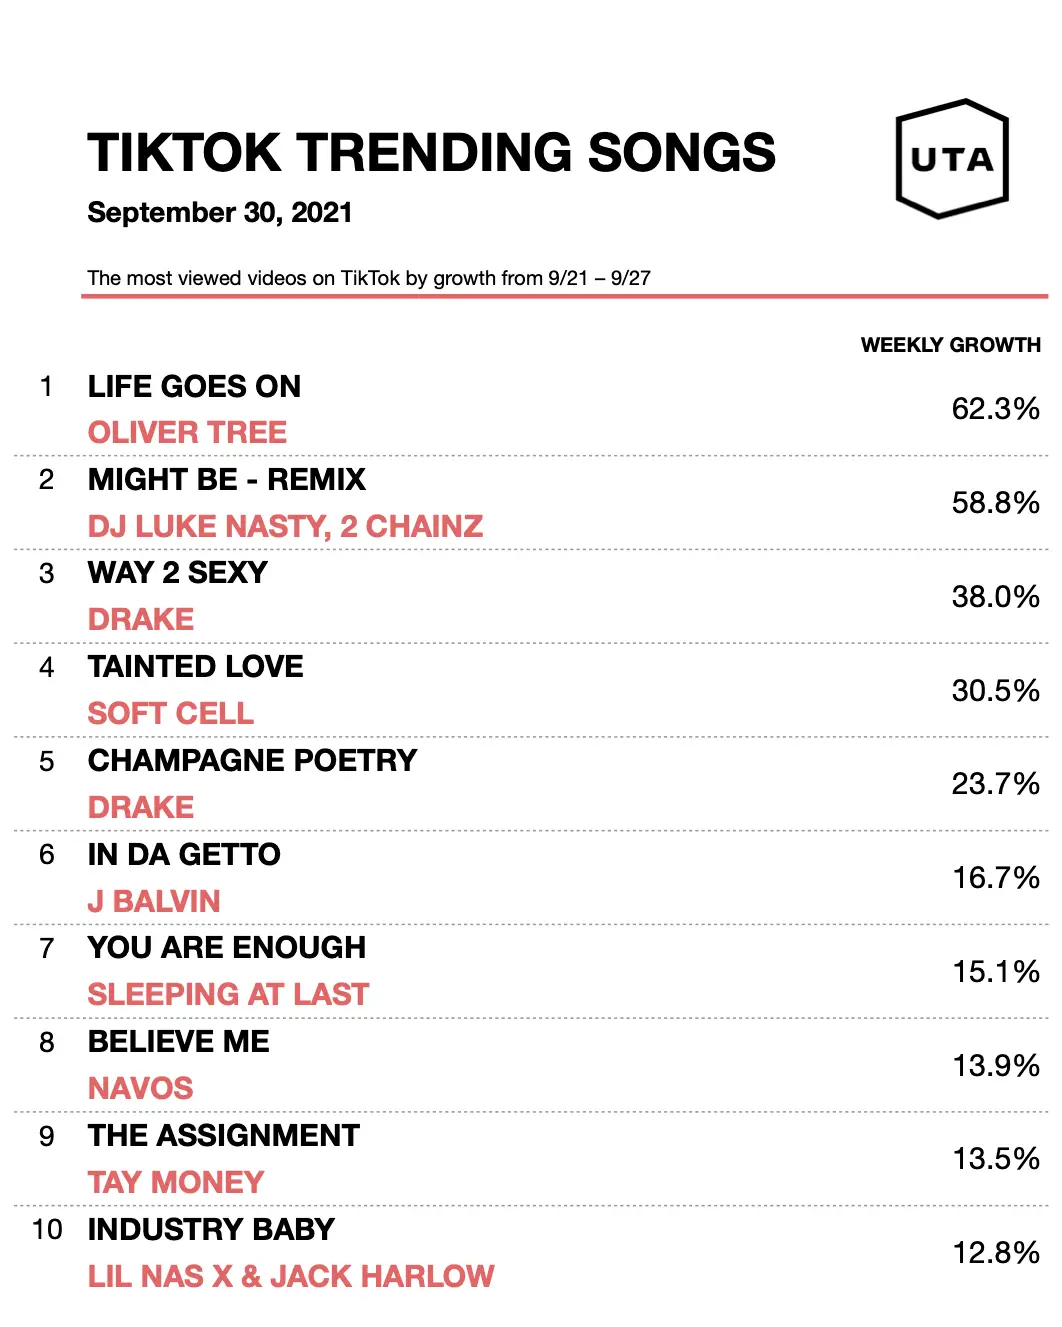 TIKTOK TRENDING SONGS
UTA
September 30, 2021
The most viewed videos on TikTok by growth from 9/21 – 9/27
WEEKLY GROWTH
1 LIFE GOES ON
OLIVER TREE
62.3%
2 MIGHT BE - REMIX
DJ LUKE NASTY, 2 CHAINZ
58.8%
3 WAY 2 SEXY
DRAKE
38.0%
4 TAINTED LOVE
SOFT CELL
30.5%
5 CHAMPAGNE POETRY
DRAKE
23.7%
6 IN DA GETTO
J BALVIN
16.7%
7 YOU ARE ENOUGH
SLEEPING AT LAST
15.1%
8 BELIEVE ME
NAVOS
13.9%
9 THE ASSIGNMENT
TAY MONEY
13.5%
10 INDUSTRY BABY
LIL NAS X & JACK HARLOW
12.8%